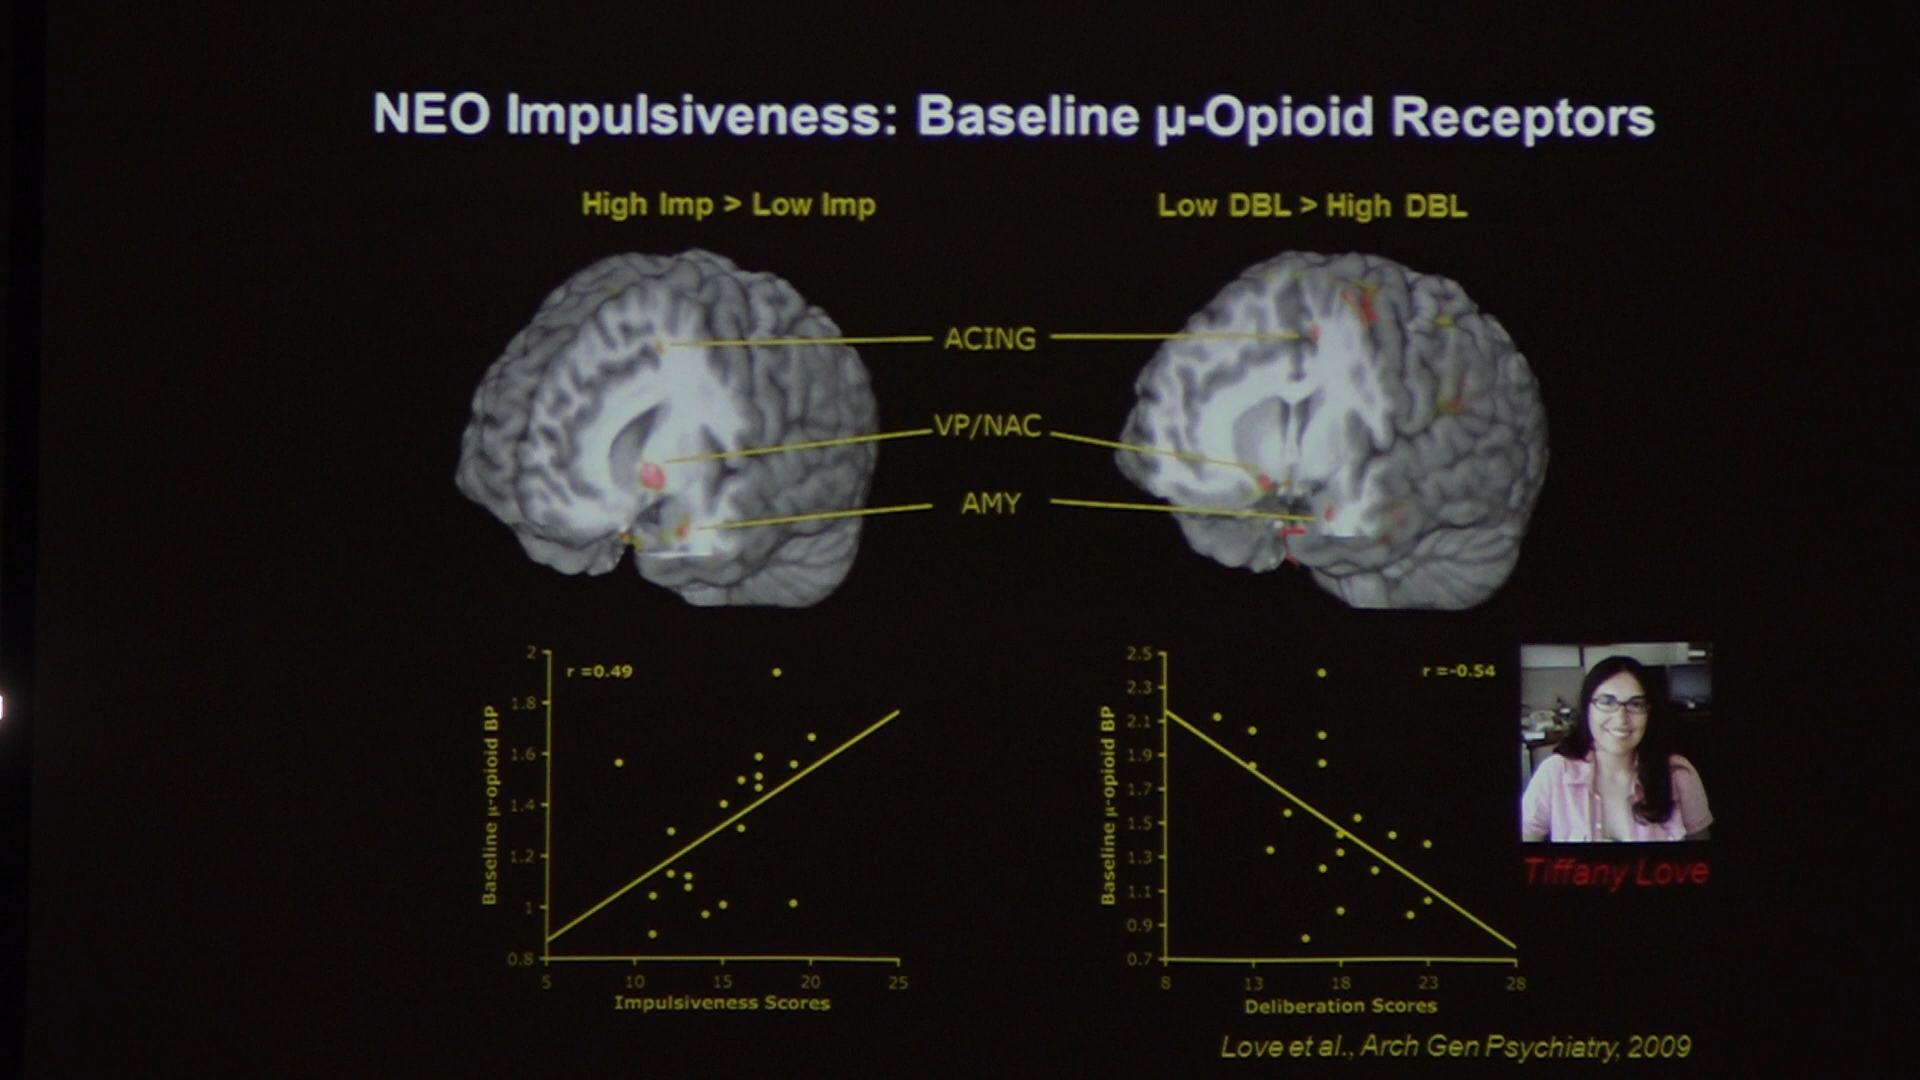 NEO Impulsiveness: Baseline µ-Opioid Receptors
High Imp > Low Imp
Low DBL > High DBL
ACING
VP/NAC
AMY
r =0.49
Baseline µ-opioid BP
2
1.8
1.6
1.4
1.2
1
0.8
5 10 15 20 25
Impulsiveness Scores
r =-0.54
Baseline µ-opioid BP
2.5
2.3
2.1
1.9
1.7
1.5
1.3
1.1
0.9
0.7
8 13 18 23 28
Deliberation Scores
Tiffany Love
Love et al., Arch Gen Psychiatry, 2009